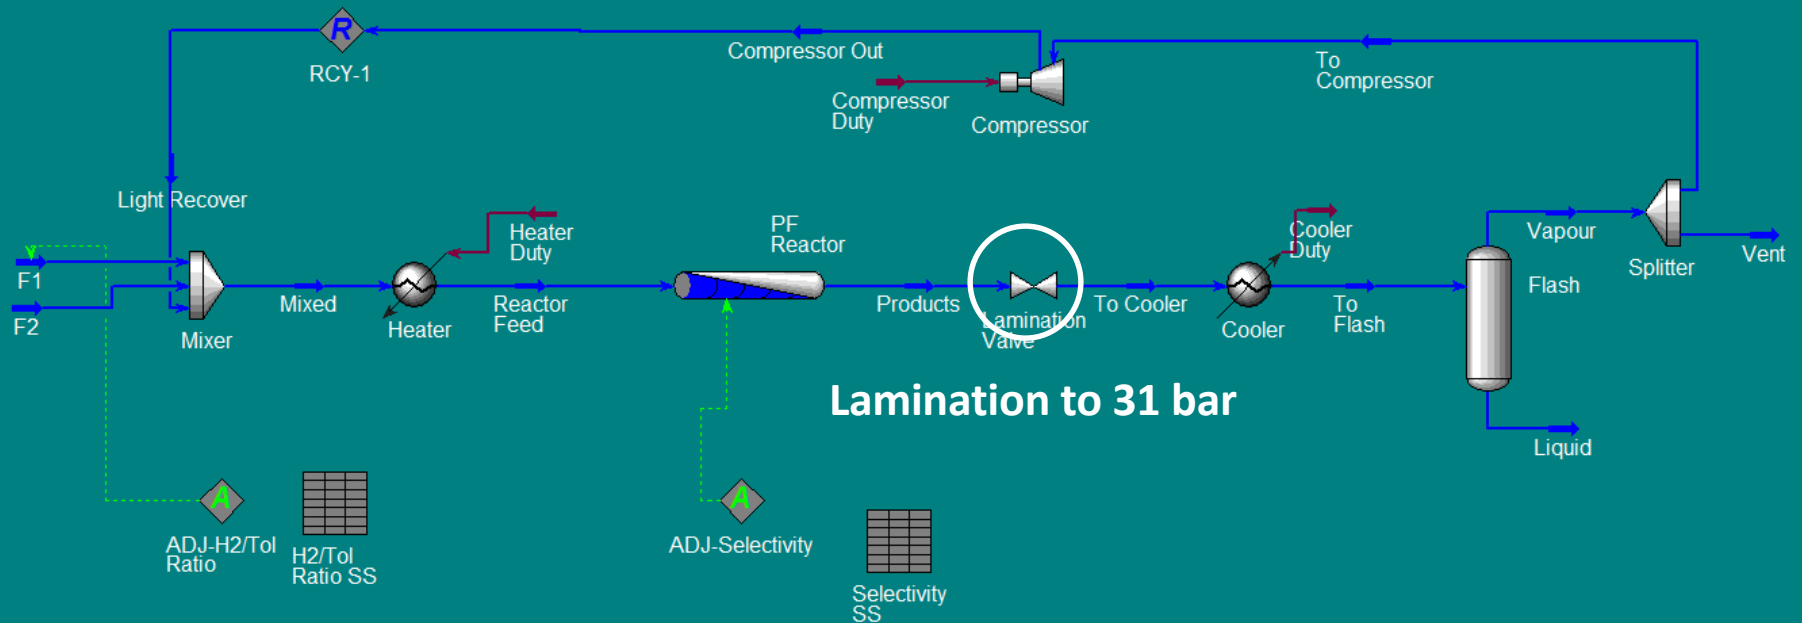 R
RCY-1
Compressor Out
To
Compressor
Compressor
Duty
Compressor
Light Recover
F1
F2
Mixer
Mixed
Heater
Duty
Heater
Reactor
Feed
PF
Reactor
Products
Lamination
Valve
To Cooler
Cooler
Duty
Cooler
To
Flash
Vapour
Flash
Splitter
Vent
Liquid
Lamination to 31 bar
A
ADJ-H2/Tol
Ratio
H2/Tol
Ratio SS
A
ADJ-Selectivity
Selectivity
SS